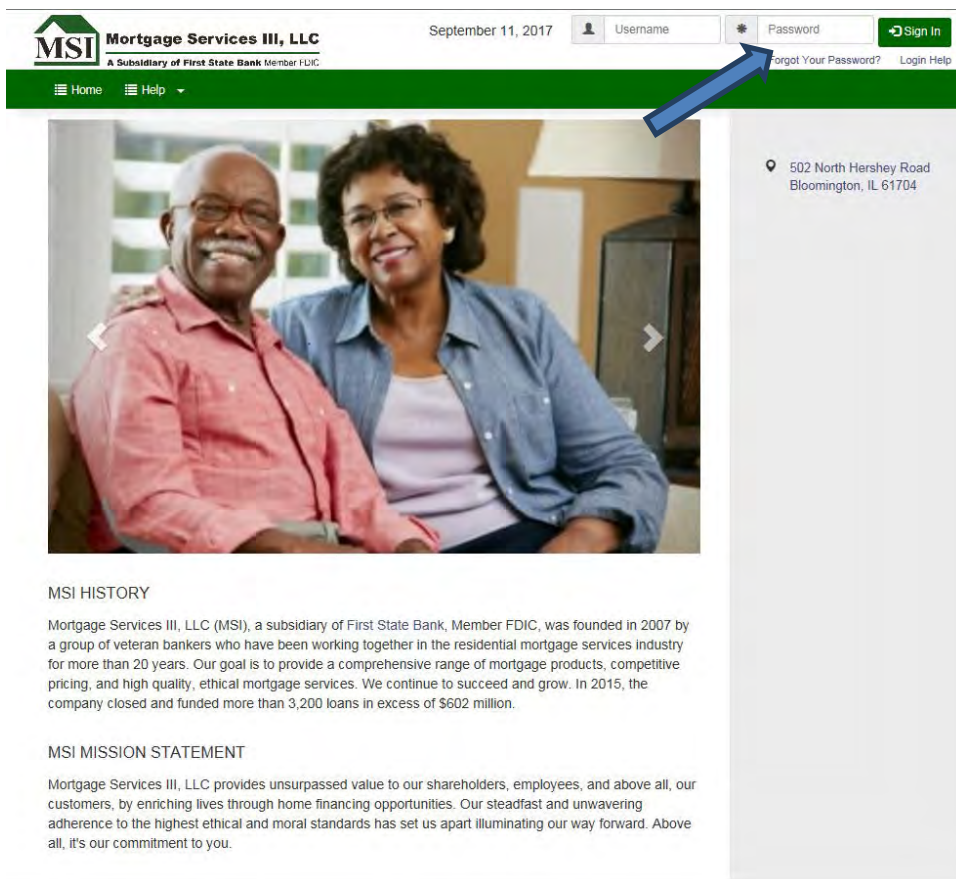 MSI
Mortgage Services III, LLC
A Subsidiary of First State Bank Member FDIC
September 11, 2017
Username
Password
Sign In
Forgot Your Password?
Login Help
Home
Help
502 North Hershey Road
Bloomington, IL 61704
MSI HISTORY
Mortgage Services III, LLC (MSI), a subsidiary of First State Bank, Member FDIC, was founded in 2007 by
a group of veteran bankers who have been working together in the residential mortgage services industry
for more than 20 years. Our goal is to provide a comprehensive range of mortgage products, competitive
pricing, and high quality, ethical mortgage services. We continue to succeed and grow. In 2015, the
company closed and funded more than 3,200 loans in excess of $602 million.
MSI MISSION STATEMENT
Mortgage Services III, LLC provides unsurpassed value to our shareholders, employees, and above all, our
customers, by enriching lives through home financing opportunities. Our steadfast and unwavering
adherence to the highest ethical and moral standards has set us apart illuminating our way forward. Above
all, it's our commitment to you.